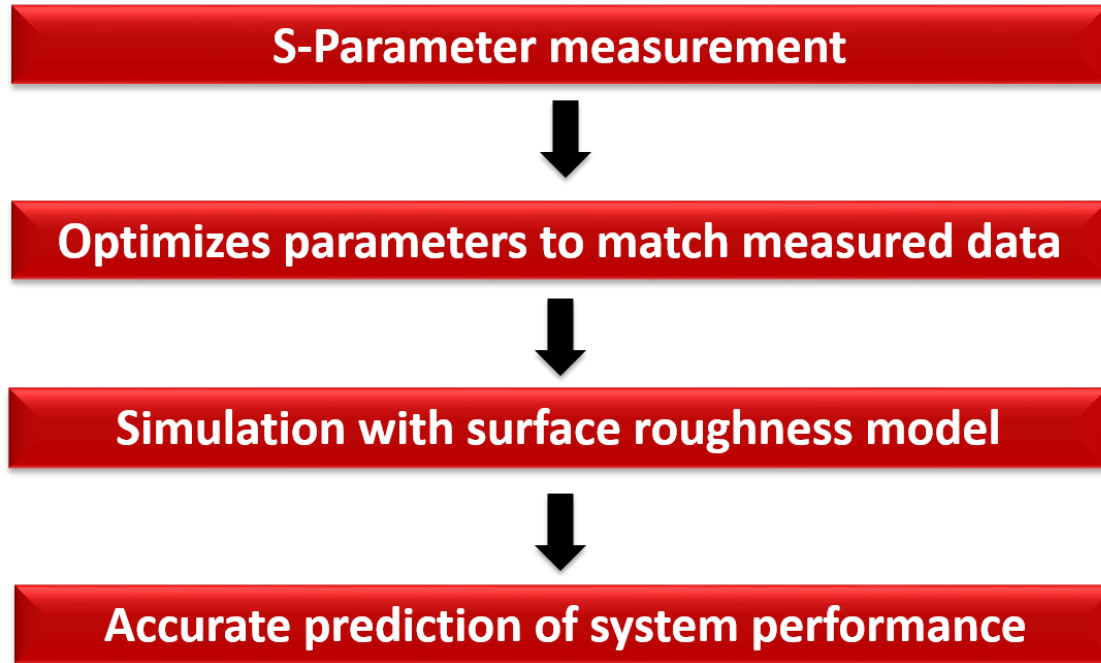 S-Parameter measurement
Optimizes parameters to match measured data
Simulation with surface roughness model
Accurate prediction of system performance